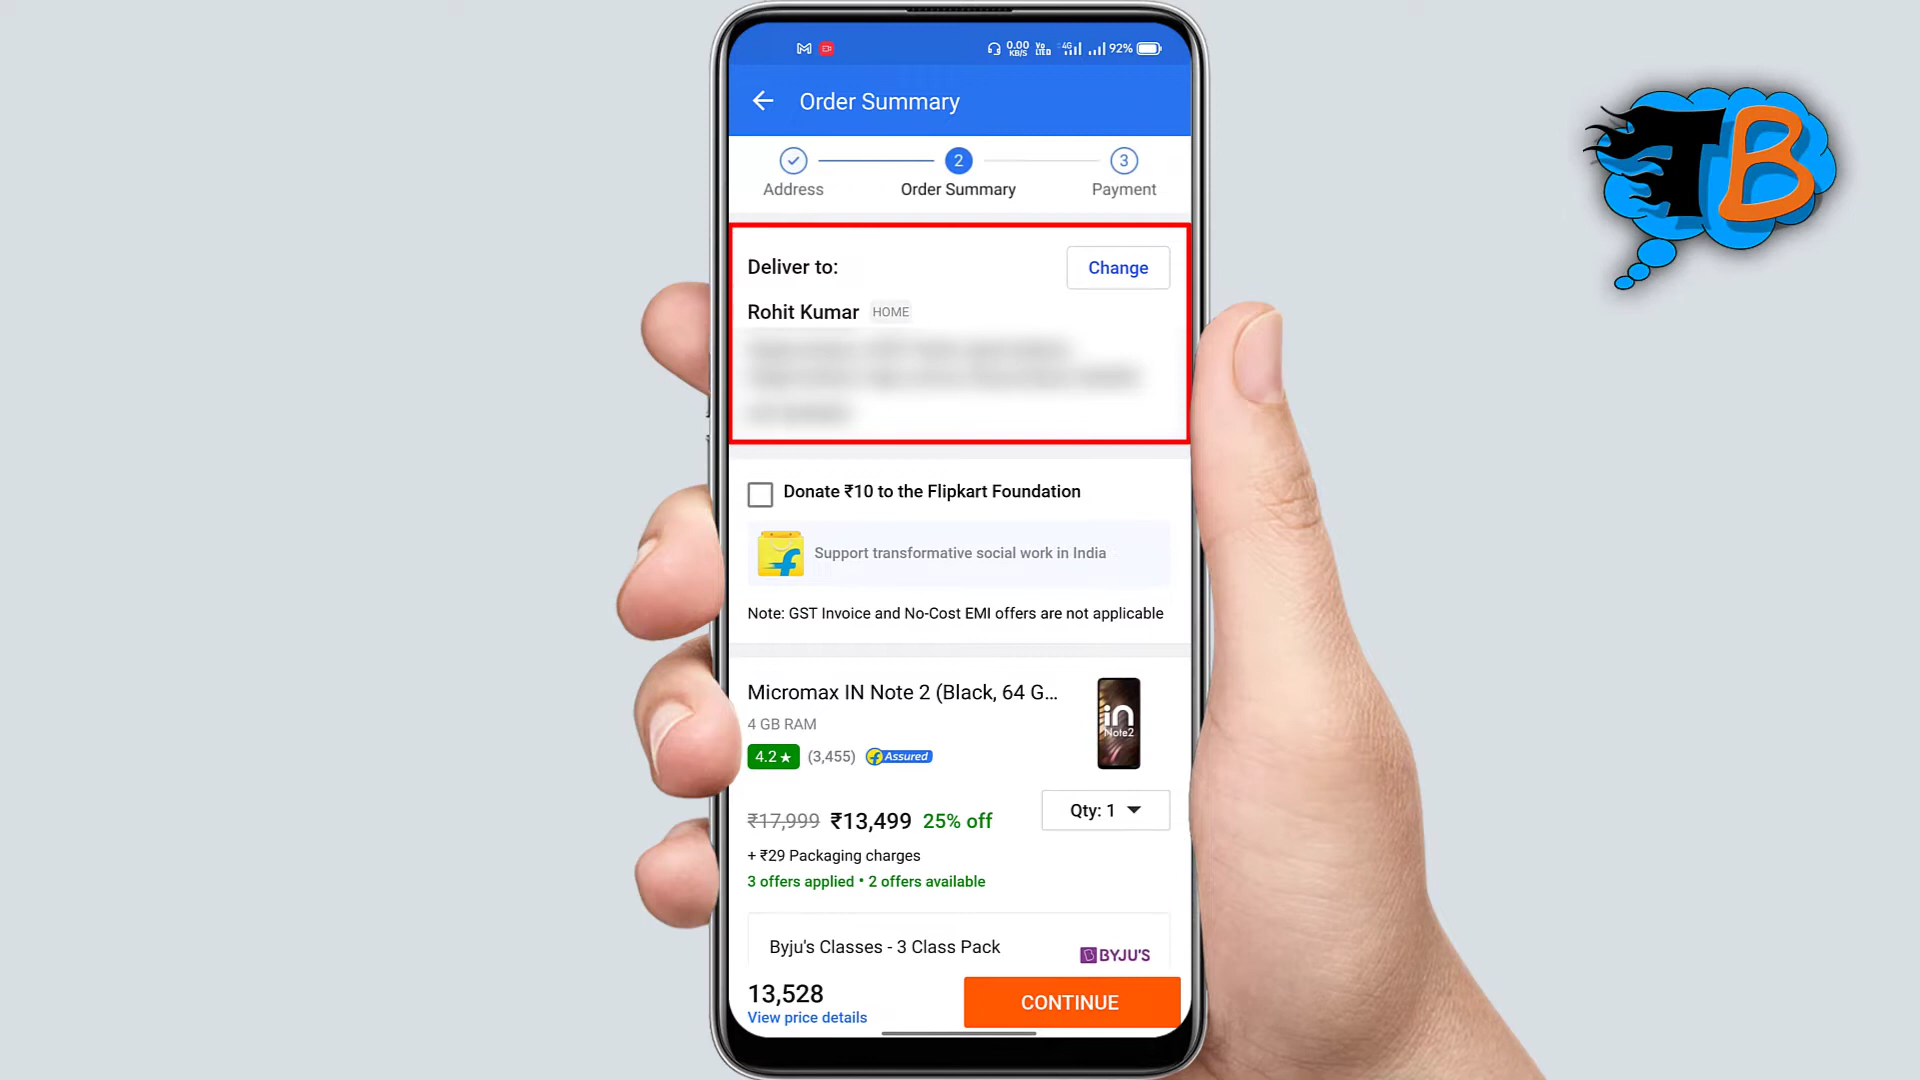 0.00 KB/S Vo LTE 4G 92%
Order Summary
2 3
Address Order Summary Payment
Deliver to: Change
Rohit Kumar HOME
Donate ₹10 to the Flipkart Foundation
Support transformative social work in India
Note: GST Invoice and No-Cost EMI offers are not applicable
Micromax IN Note 2 (Black, 64 G...
4 GB RAM
in
Note2
4.2★ (3,455) f Assured
₹17,999 ₹13,499 25% off Qty: 1
+ ₹29 Packaging charges
3 offers applied • 2 offers available
Byju's Classes - 3 Class Pack
BYJU'S
13,528 CONTINUE
View price details
TB